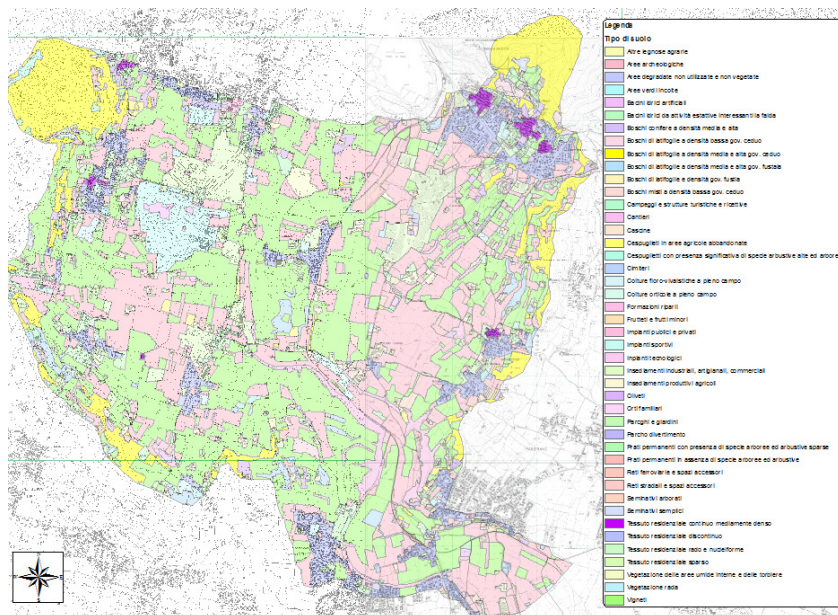 Legenda
Tipo di suolo
Altre legnose agrarie
Aree archeologiche
Aree degradate non utilizzate e non vegetate
Aree verdi incolte
Bacini idrici artificiali
Bacini idrici da attività estrattive interessanti la falda
Boschi conifere a densità media e alta
Boschi di latifoglie a densità bassa gov. ceduo
Boschi di latifoglie a densità media e alta gov. ceduo
Boschi di latifoglie a densità media e alta gov. fustaia
Boschi di latifoglie a densità gov. fustia
Boschi misti a densità bassa gov. ceduo
Campeggi e strutture turistiche e ricettive
Cantieri
Cascine
Cespuglieti in aree agricole abbandonate
Cespuglieti con presenza significativa di specie arbustive alte ed arboree
Cimiteri
Colture floro-vivaistiche a pieno campo
Colture orticole a pieno campo
Formazioni riparii
Frutteti e frutti minori
Impianti publici e privati
Impianti sportivi
Inpianti tecnologici
Insediamenti industriali, artigianali, commerciali
Insediamenti produttivi agricoli
Oliveti
Orti familiari
Parcghi e giardini
Parcho divertimento
Prati permanenti con presenza di specie arboree ed arbustive sparse
Prati permanenti in assenza di specie arboree ed arbustive
Reti ferroviarie e spazi accessori
Reti stradali e spazi accessori
Seminativi arborati
Seminativi semplici
Tessuto residenziale continuo mediamente denso
Tessuto residenziale discontinuo
Tessuto residenziale rado e nucleiforme
Tessuto residenziale sparso
Vegetazione delle aree umide interne e delle torbiere
Vegetazione rada
Vigneti